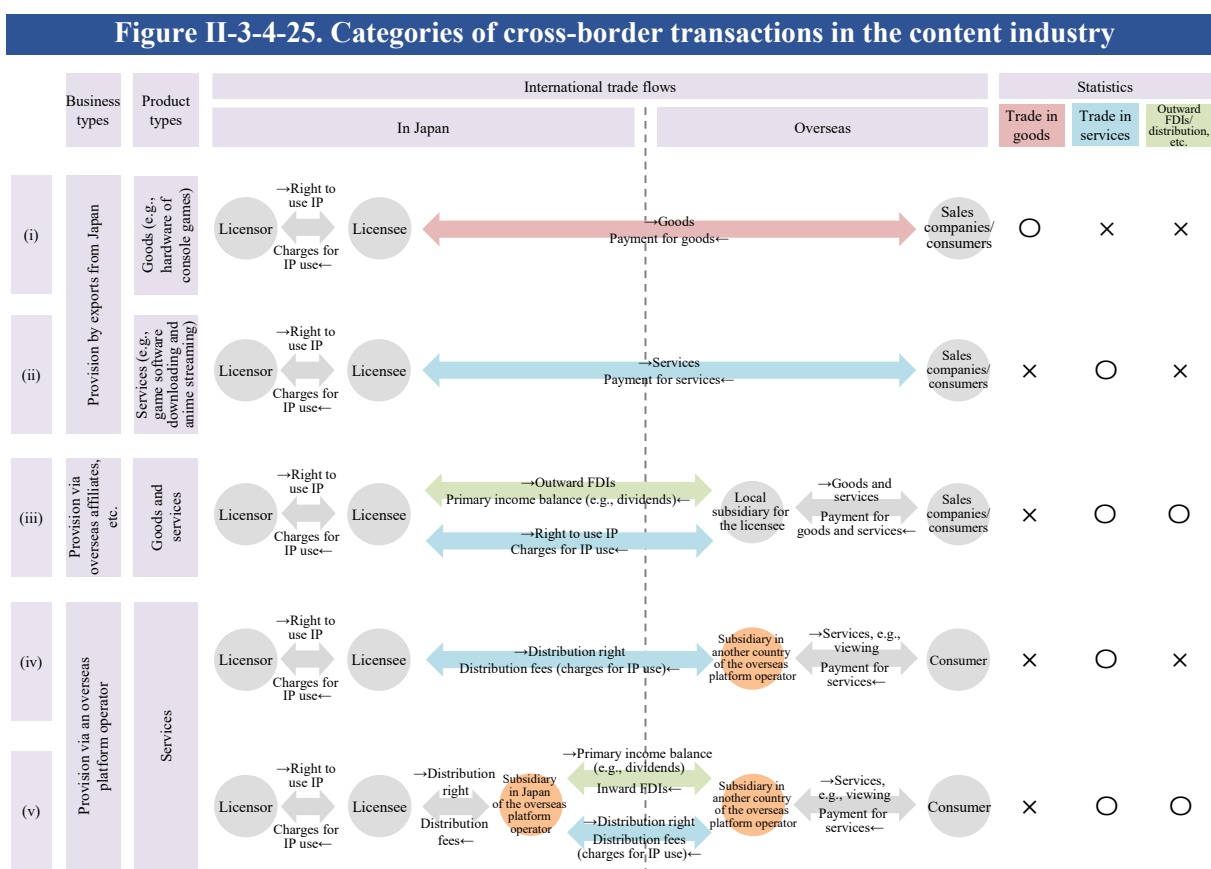 Figure II-3-4-25. Categories of cross-border transactions in the content industry
Business
types
Product
types
International trade flows
Statistics
In Japan
Overseas
Trade in
goods
Trade in
services
Outward
FDIs/
distribution,
etc.
(i)
Provision by exports from Japan
Goods (e.g.,
hardware of
console games)
Licensor
→Right to
use IP
Charges for
IP use←
Licensee
→Goods
Payment for goods←
Sales
companies/
consumers
○
×
×
(ii)
Services (e.g.,
game software
downloading and
anime streaming)
Licensor
→Right to
use IP
Charges for
IP use←
Licensee
→Services
Payment for services←
Sales
companies/
consumers
×
○
×
(iii)
Provision via
overseas affiliates,
etc.
Goods and
services
Licensor
→Right to
use IP
Charges for
IP use←
Licensee
→Outward FDIs
Primary income balance (e.g., dividends)←
→Right to use IP
Charges for IP use←
Local
subsidiary for
the licensee
→Goods and
services
Payment for
goods and services←
Sales
companies/
consumers
×
○
○
(iv)
Provision via an overseas
platform operator
Services
Licensor
→Right to
use IP
Charges for
IP use←
Licensee
→Distribution right
Distribution fees (charges for IP use)←
Subsidiary in
another country
of the overseas
platform operator
→Services, e.g.,
viewing
Payment for
services←
Consumer
×
○
×
(v)
Licensor
→Right to
use IP
Charges for
IP use←
Licensee
→Distribution
right
Distribution
fees←
Subsidiary
in Japan
of the overseas
platform
operator
→Primary income balance
(e.g., dividends)
Inward FDIs←
→Distribution right
Distribution fees
(charges for IP use)←
Subsidiary in
another country
of the overseas
platform operator
→Services,
e.g., viewing
Payment for
services←
Consumer
×
○
○